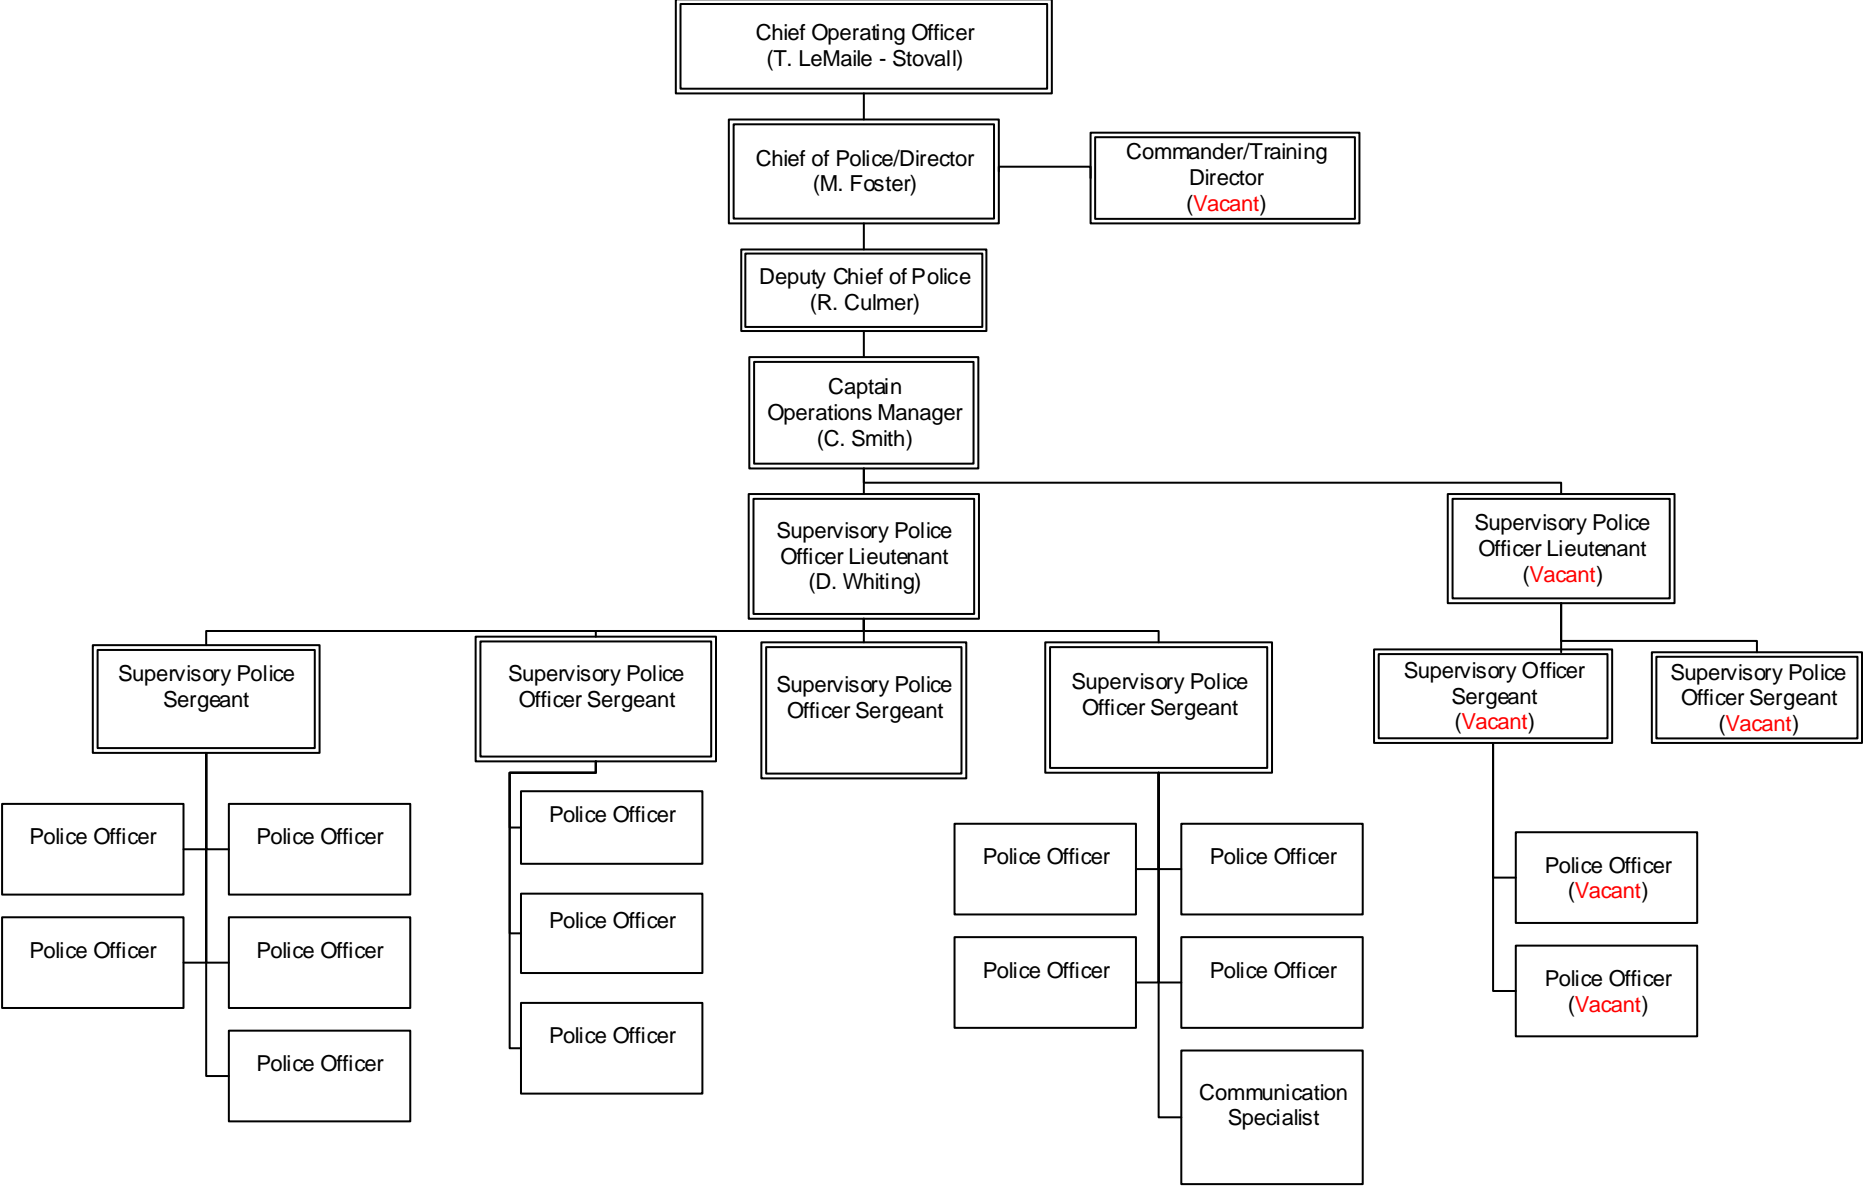 Chief Operating Officer
(T. LeMaile - Stovall)
Chief of Police/Director
(M. Foster)
Commander/Training
Director
(Vacant)
Deputy Chief of Police
(R. Culmer)
Captain
Operations Manager
(C. Smith)
Supervisory Police
Officer Lieutenant
(D. Whiting)
Supervisory Police
Officer Lieutenant
(Vacant)
Supervisory Police
Sergeant
Supervisory Police
Officer Sergeant
Supervisory Police
Officer Sergeant
Supervisory Police
Officer Sergeant
Supervisory Officer
Sergeant
(Vacant)
Supervisory Police
Officer Sergeant
(Vacant)
Police Officer
Police Officer
Police Officer
Police Officer
Police Officer
Police Officer
Police Officer
Police Officer
Police Officer
Police Officer
Police Officer
Police Officer
Communication
Specialist
Police Officer
(Vacant)
Police Officer
(Vacant)